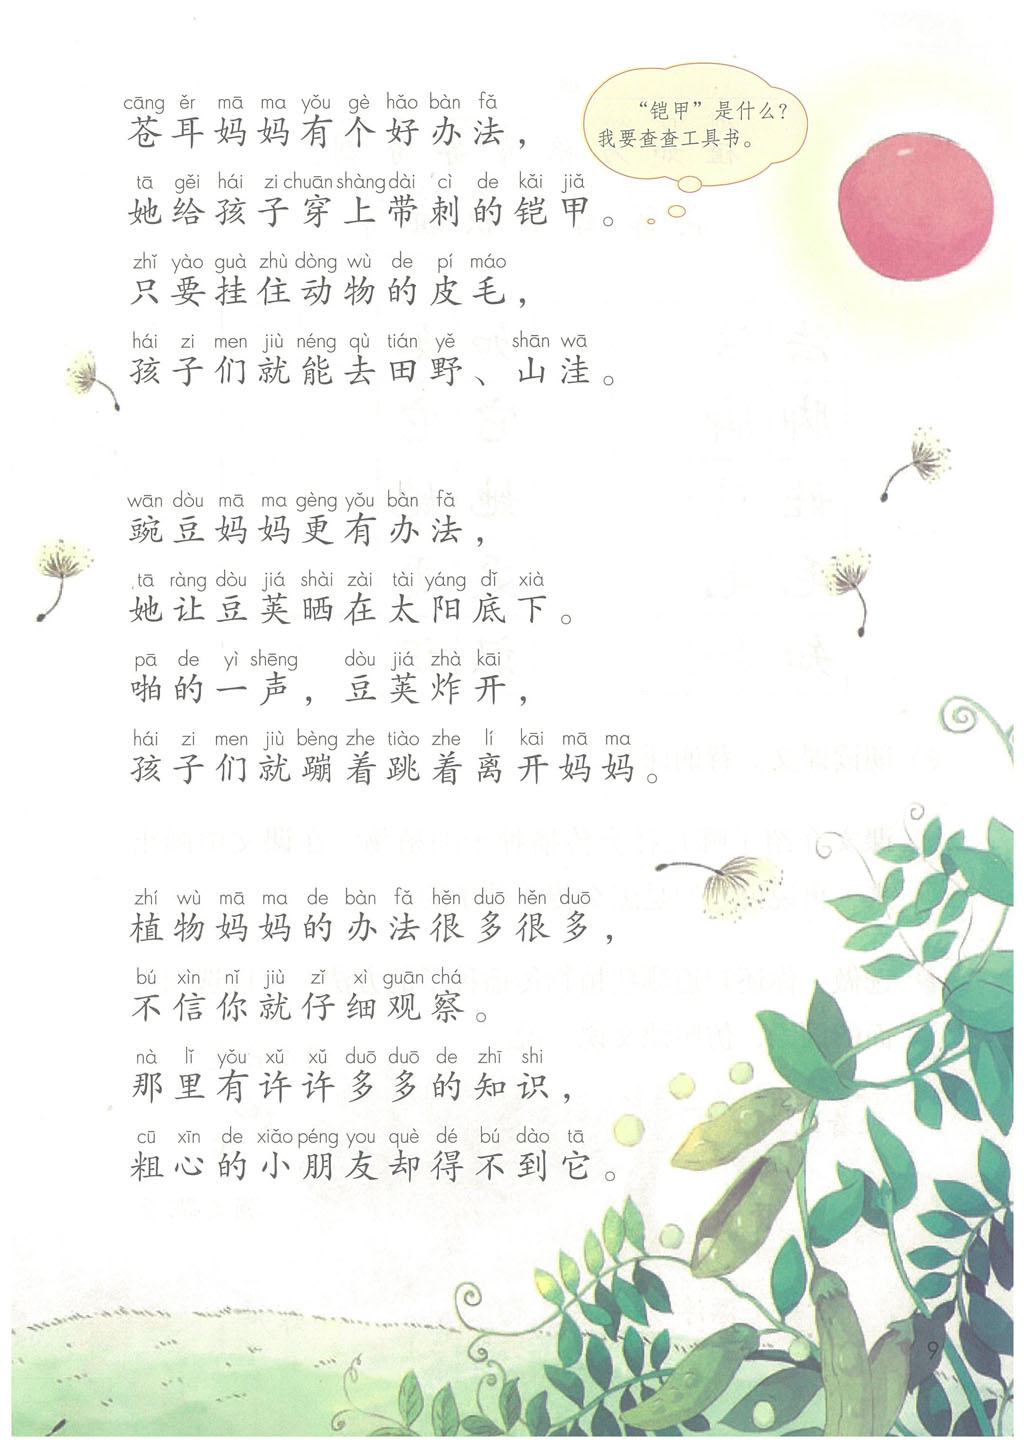 cāng ěr mā ma yǒu gè hǎo bàn fǎ
苍耳妈妈有个好办法，
“铠甲”是什么？
我要查查工具书。
tā gěi hái zi chuān shàng dài cì de kǎi jiǎ
她给孩子穿上带刺的铠甲。
zhǐ yào guà zhù dòng wù de pí máo
只要挂住动物的皮毛，
hái zi men jiù néng qù tián yě shān wā
孩子们就能去田野、山洼。
wān dòu mā ma gèng yǒu bàn fǎ
豌豆妈妈更有办法，
tā ràng dòu jiá shài zài tài yáng dǐ xià
她让豆荚晒在太阳底下。
pā de yì shēng dòu jiá zhà kāi
啪的一声，豆荚炸开，
hái zi men jiù bèng zhe tiào zhe lí kāi mā ma
孩子们就蹦着跳着离开妈妈。
zhí wù mā ma de bàn fǎ hěn duō hěn duō
植物妈妈的办法很多很多，
bú xìn nǐ jiù zǐ xì guān chá
不信你就仔细观察。
nà lǐ yǒu xǔ xǔ duō duō de zhī shi
那里有许许多多的知识，
cū xīn de xiǎo péng you què dé bú dào tā
粗心的小朋友却得不到它。
9